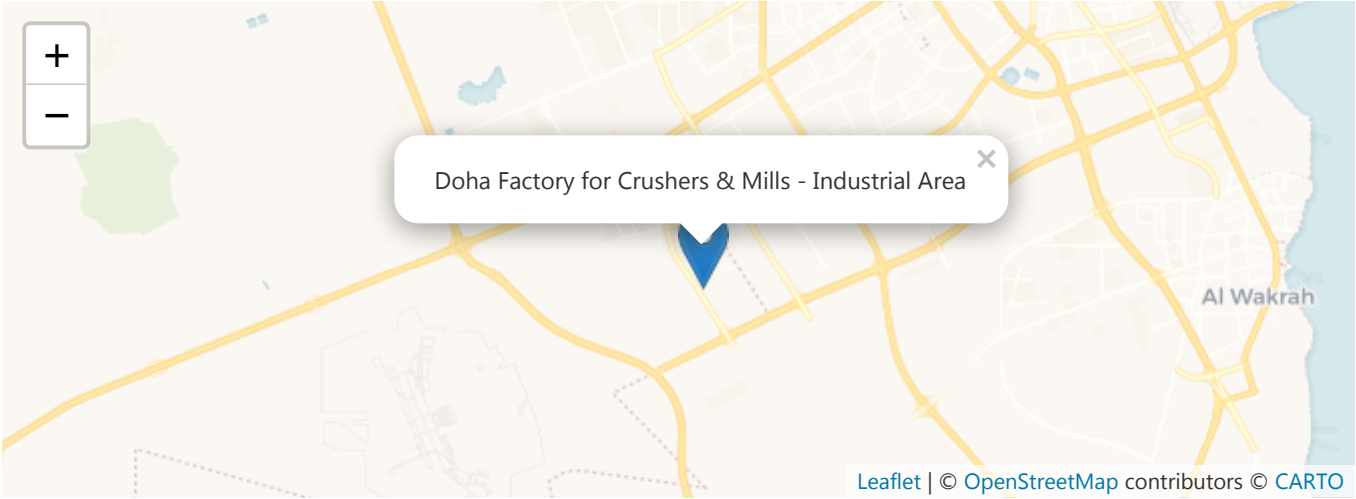 +
−
Doha Factory for Crushers & Mills - Industrial Area
×
Al Wakrah
Leaflet | © OpenStreetMap contributors © CARTO